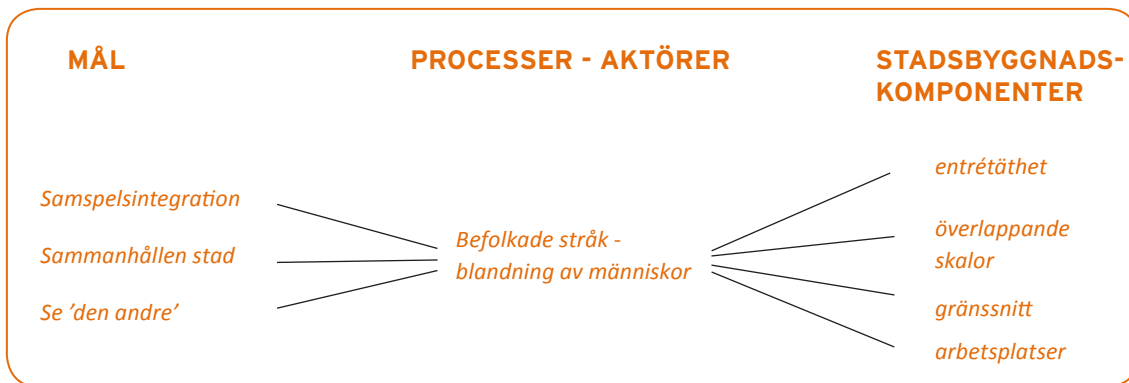 MÅL
PROCESSER - AKTÖRER
STADSBYGGNADS-
KOMPONENTER
Samspelsintegration
Sammanhållen stad
Se ’den andre’
Befolkade stråk -
blandning av människor
entrétäthet
överlappande
skalor
gränssnitt
arbetsplatser